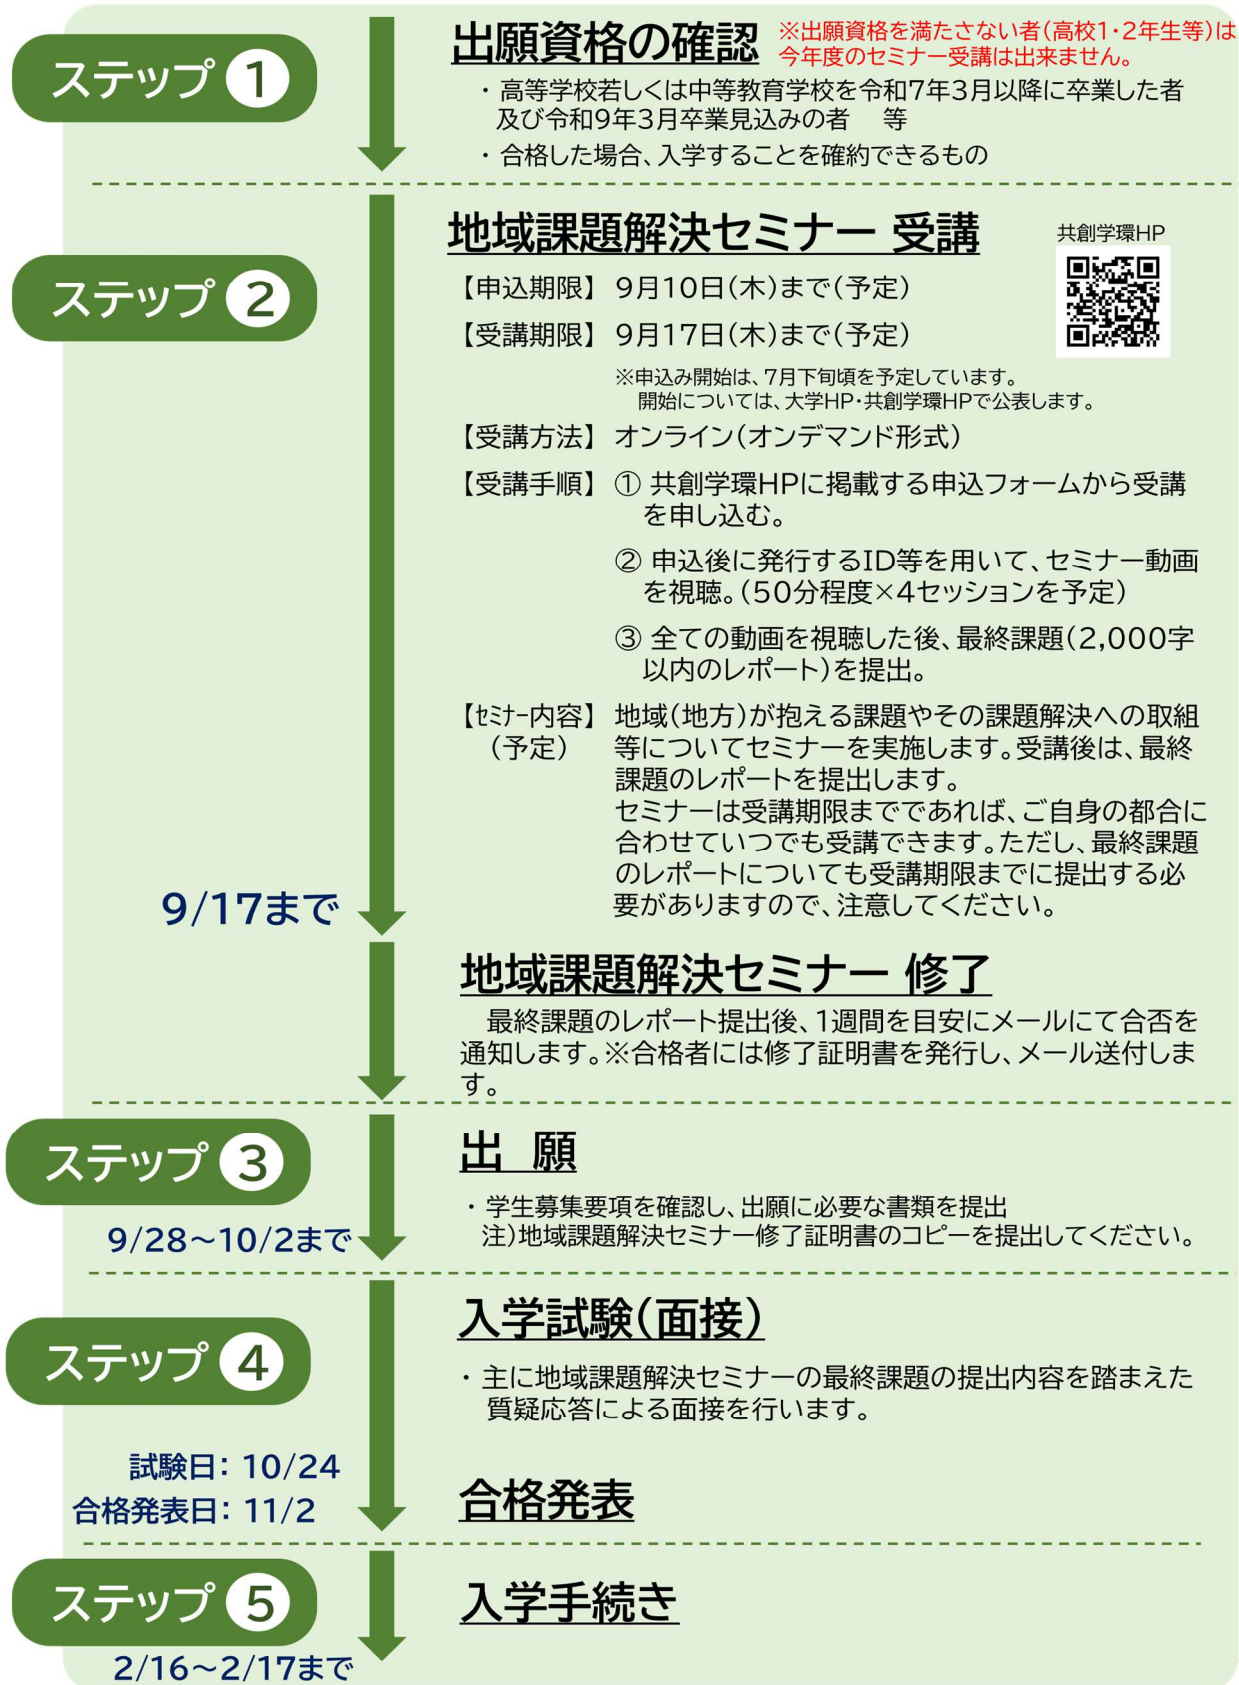 ステップ 1
出願資格の確認
※出願資格を満たさない者(高校1・2年生等)は
今年度のセミナー受講は出来ません。
・高等学校若しくは中等教育学校を令和7年3月以降に卒業した者
及び令和9年3月卒業見込みの者　等
・合格した場合、入学することを確約できるもの
ステップ 2
地域課題解決セミナー 受講
共創学環HP
【申込期限】 9月10日(木)まで(予定)
【受講期限】 9月17日(木)まで(予定)
※申込み開始は、7月下旬頃を予定しています。
開始については、大学HP・共創学環HPで公表します。
【受講方法】 オンライン(オンデマンド形式)
【受講手順】 ① 共創学環HPに掲載する申込フォームから受講
を申し込む。
② 申込後に発行するID等を用いて、セミナー動画
を視聴。(50分程度×4セッションを予定)
③ 全ての動画を視聴した後、最終課題(2,000字
以内のレポート)を提出。
【ｾﾐﾅｰ内容】 地域(地方)が抱える課題やその課題解決への取組
(予定) 等についてセミナーを実施します。受講後は、最終
課題のレポートを提出します。
セミナーは受講期限までであれば、ご自身の都合に
合わせていつでも受講できます。ただし、最終課題
のレポートについても受講期限までに提出する必
要がありますので、注意してください。
9/17まで
地域課題解決セミナー 修了
最終課題のレポート提出後、1週間を目安にメールにて合否を
通知します。※合格者には修了証明書を発行し、メール送付しま
す。
ステップ 3
9/28～10/2まで
出 願
・学生募集要項を確認し、出願に必要な書類を提出
注)地域課題解決セミナー修了証明書のコピーを提出してください。
ステップ 4
入学試験(面接)
・主に地域課題解決セミナーの最終課題の提出内容を踏まえた
質疑応答による面接を行います。
試験日：10/24
合格発表日：11/2
合格発表
ステップ 5
2/16～2/17まで
入学手続き